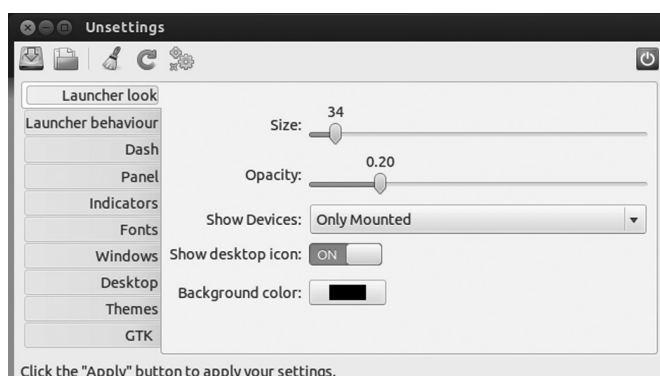 Unsettings
Launcher look
Launcher behaviour
Dash
Panel
Indicators
Fonts
Windows
Desktop
Themes
GTK
Size:
34
Opacity:
0.20
Show Devices:
Only Mounted
Show desktop icon:
ON
Background color:
Click the "Apply" button to apply your settings.